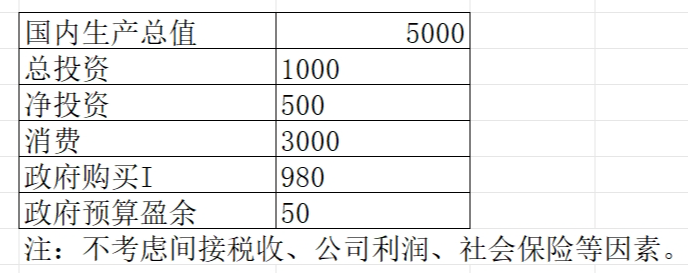 国内生产总值 5000
总投资 1000
净投资 500
消费 3000
政府购买I 980
政府预算盈余 50
注：不考虑间接税收、公司利润、社会保险等因素。